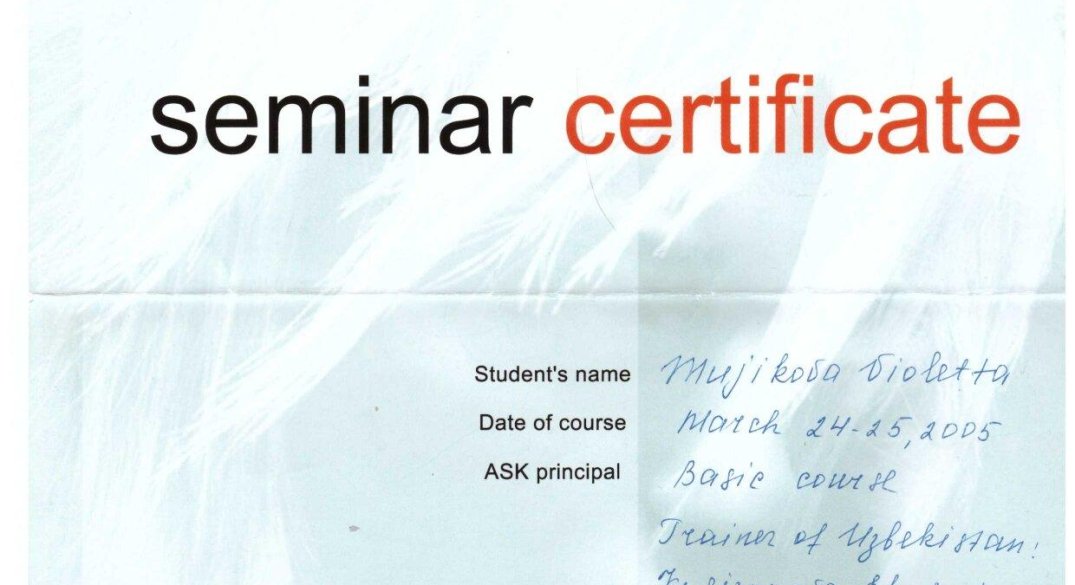 seminar certificate
Student's name Mujikova Violetta
Date of course March 24-25, 2005
ASK principal Basic course
Trainer of Uzbekistan: